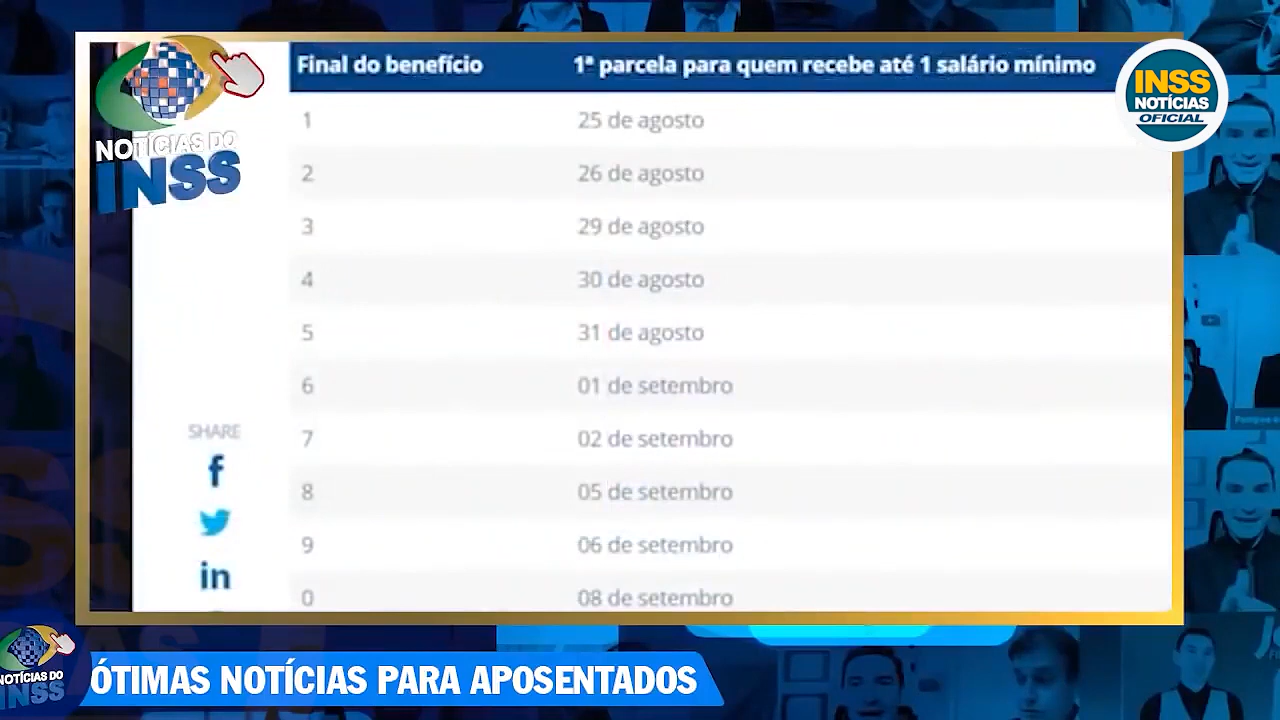 Final do benefício 1ª parcela para quem recebe até 1 salário mínimo
INSS
NOTÍCIAS
OFICIAL
NOTÍCIAS DO
INSS
1 25 de agosto
2 26 de agosto
3 29 de agosto
4 30 de agosto
5 31 de agosto
6 01 de setembro
7 02 de setembro
8 05 de setembro
9 06 de setembro
0 08 de setembro
SHARE
f
in
NOTÍCIAS DO
INSS
ÓTIMAS NOTÍCIAS PARA APOSENTADOS